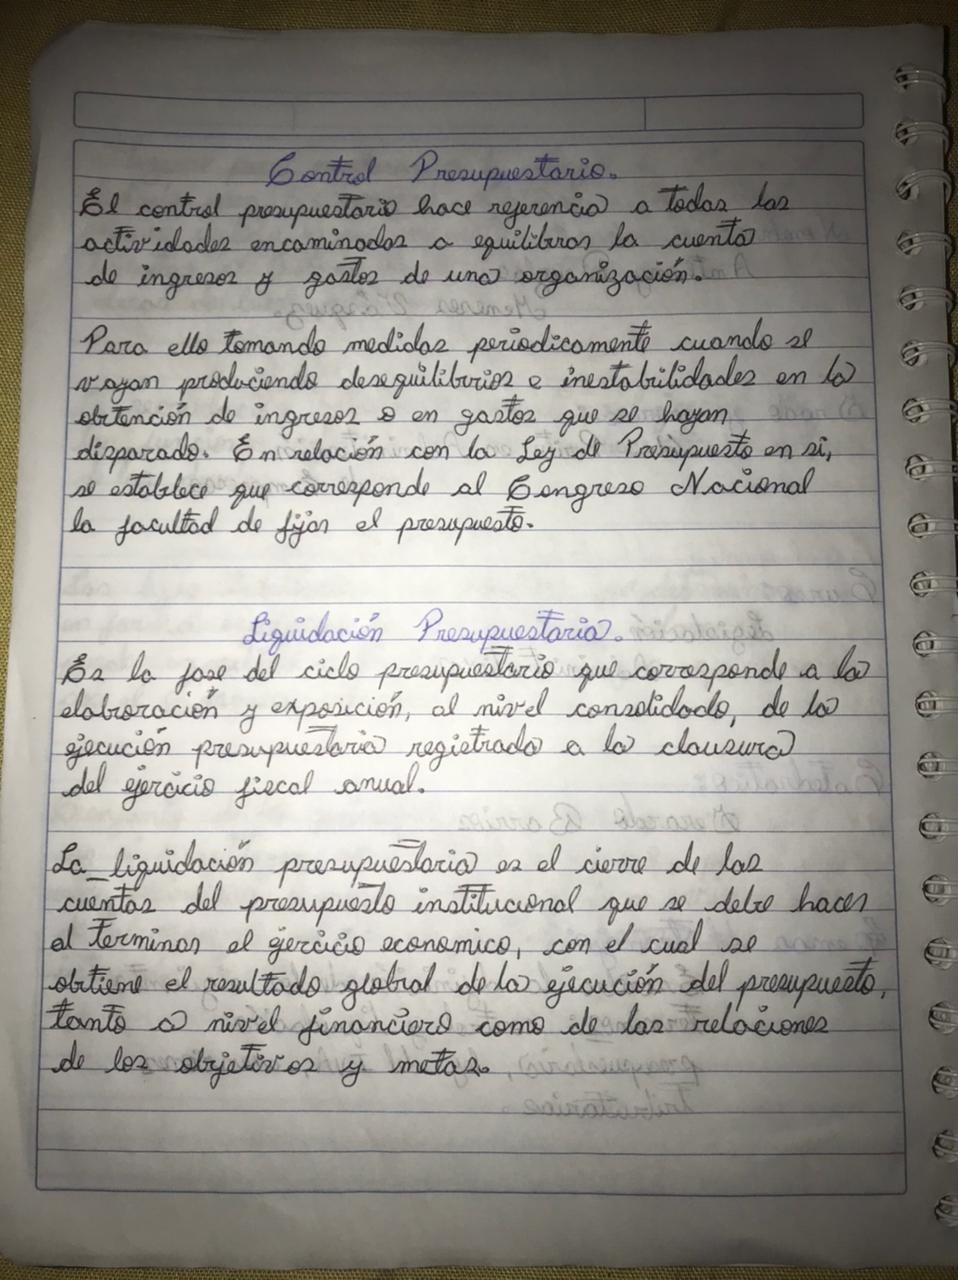 Control Presupuestario.
El control presupuestario hace referencia a todas las
actividades encaminadas a equilibrar la cuenta
de ingresos y gastos de una organización.
Para ello tomando medidas periodicamente cuando se
vayan produciendo desequilibrios e inestabilidades en la
obtención de ingresos o en gastos que se hayan
disparado. En relación con la Ley de Presupuesto en si,
se establece que corresponde al Congreso Nacional
la facultad de fijar el presupuesto.
Liquidación Presupuestaria.
Es la fase del ciclo presupuestario que corresponde a la
elaboración y exposición, al nivel consolidado, de la
ejecución presupuestaria registrada a la clausura
del ejercicio fiscal anual.
La liquidación presupuestaria es el cierre de las
cuentas del presupuesto institucional que se debe hacer
al terminar el ejercicio economico, con el cual se
obtiene el resultado global de la ejecución del presupuesto,
tanto a nivel financiero como de las relaciones
de los objetivos y metas.